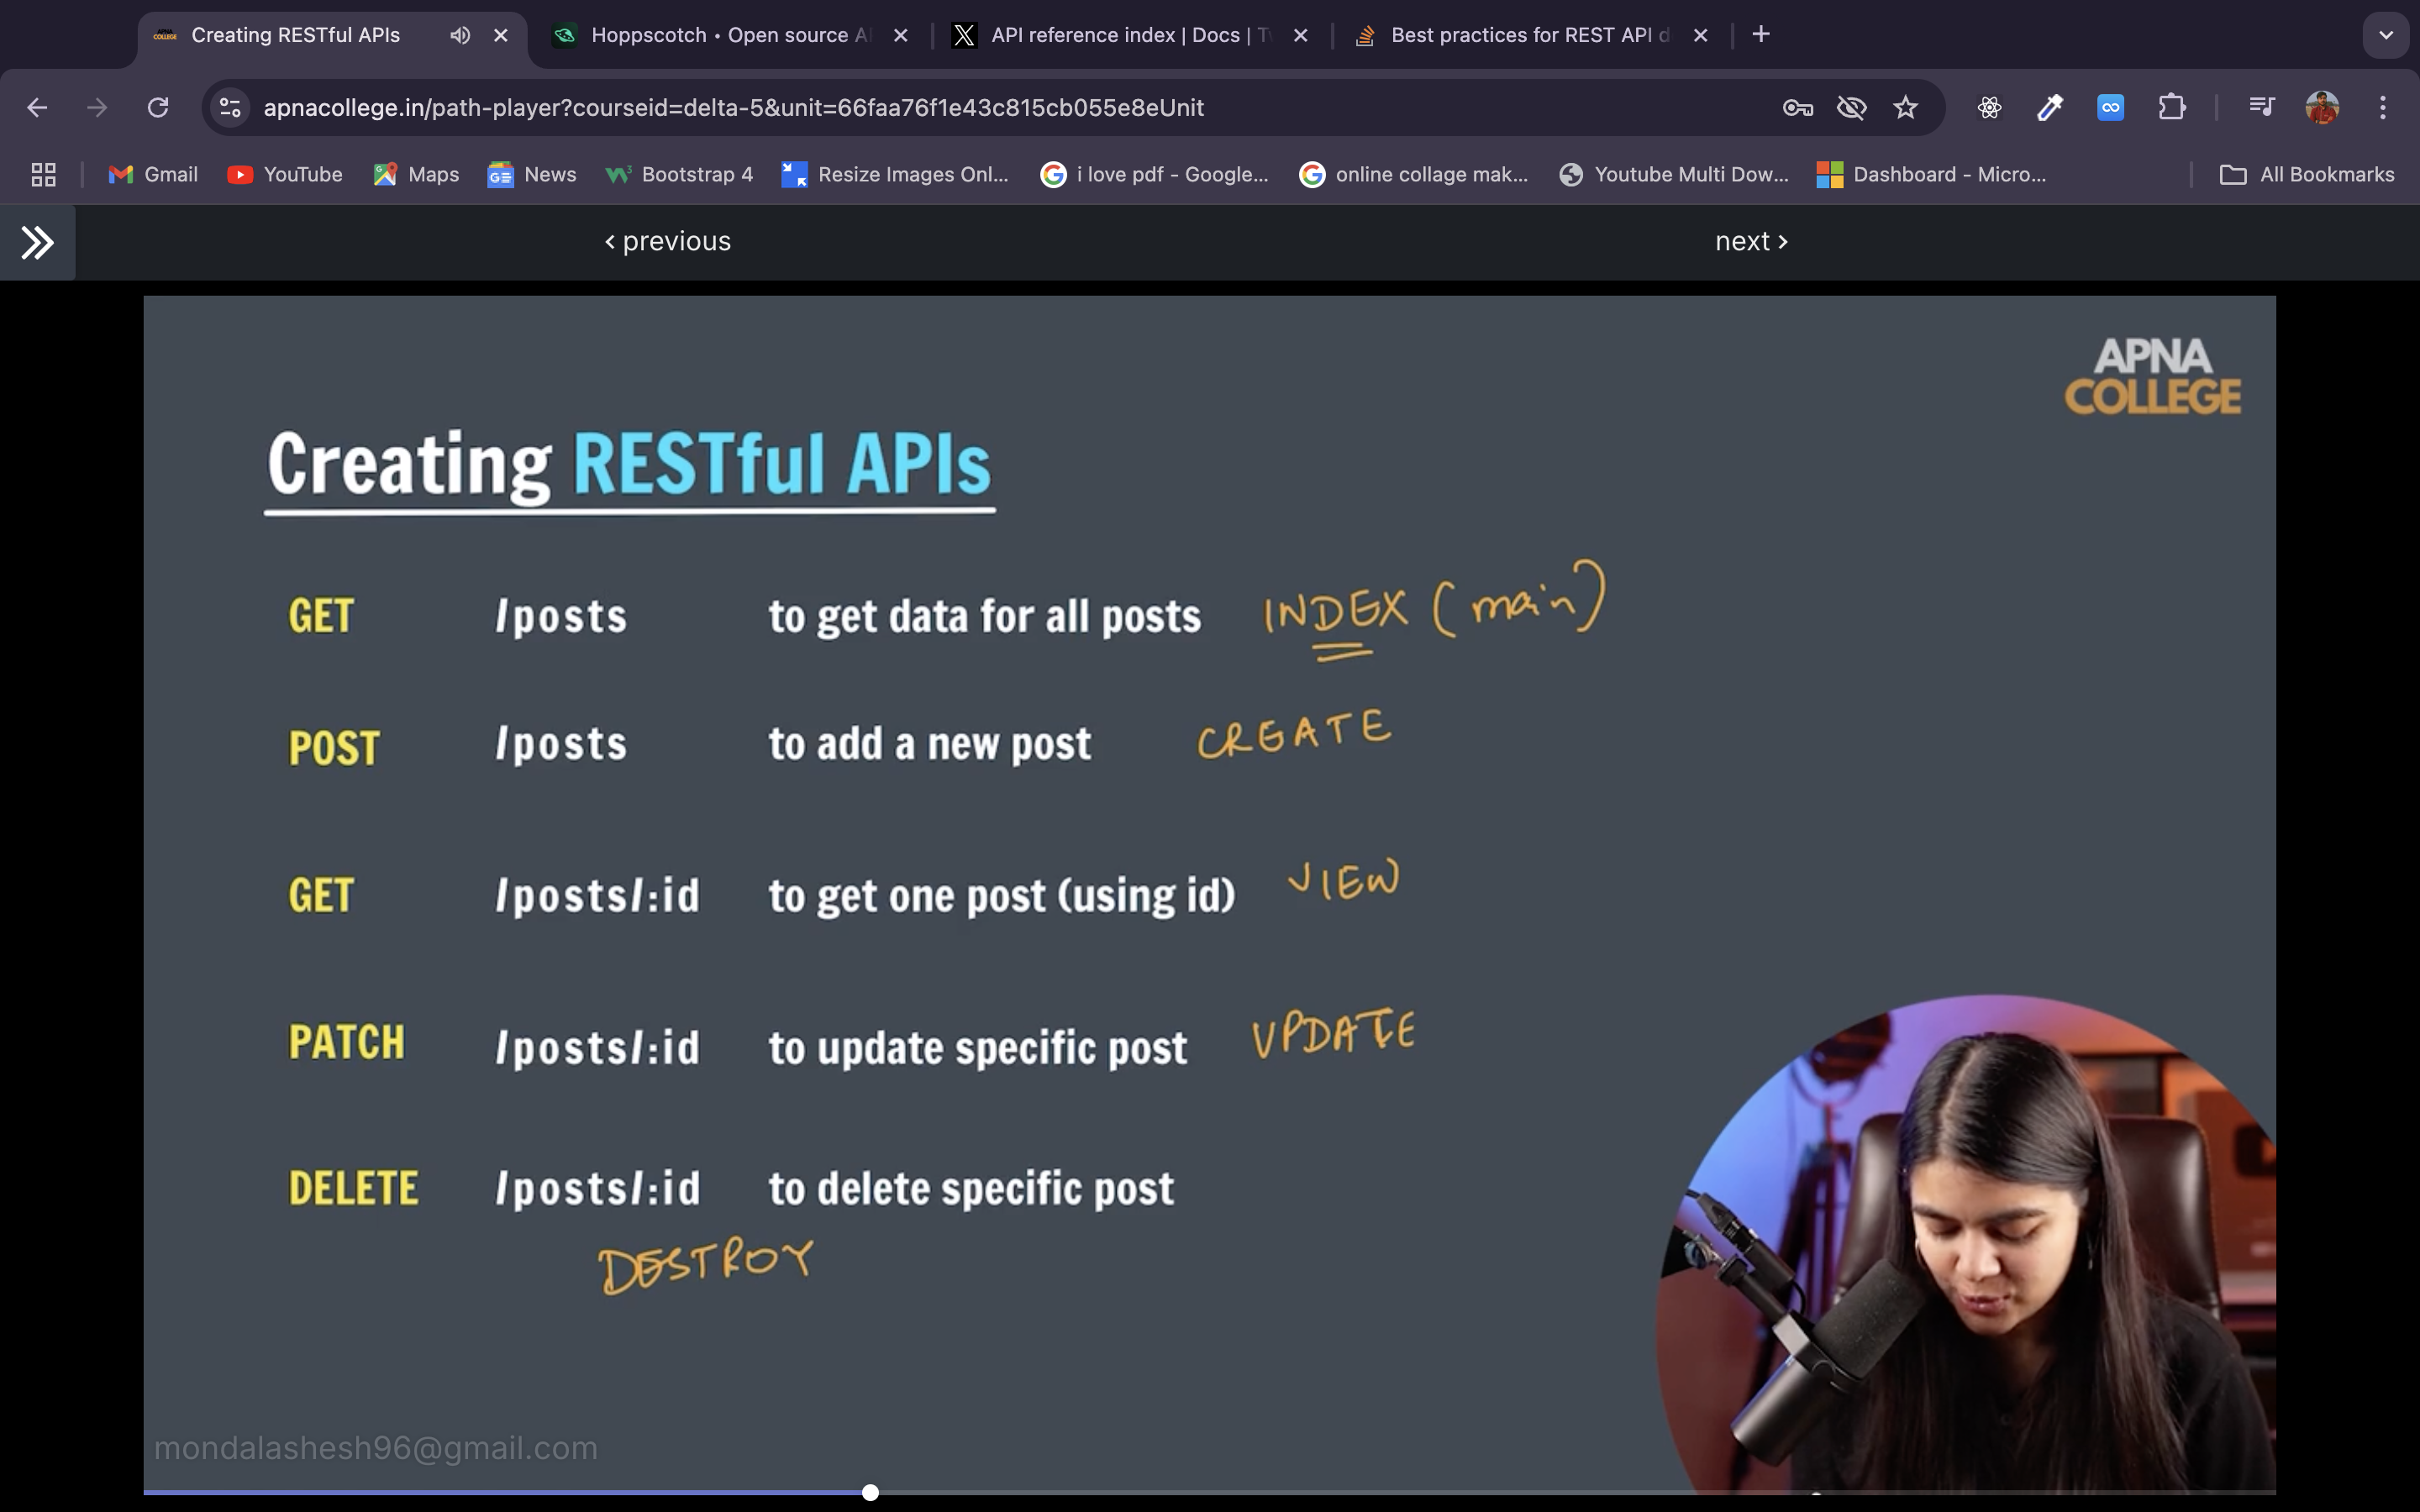 Creating RESTful APIs
Hoppscotch • Open source A
API reference index | Docs | T
Best practices for REST API d
apnacollege.in/path-player?courseid=delta-5&unit=66faa76f1e43c815cb055e8eUnit
Gmail YouTube Maps News Bootstrap 4 Resize Images Onl... i love pdf - Google... online collage mak... Youtube Multi Dow... Dashboard - Micro... All Bookmarks
‹ previous next ›
APNA
COLLEGE
Creating RESTful APIs
GET /posts to get data for all posts INDEX (main)
POST /posts to add a new post CREATE
GET /posts/:id to get one post (using id) VIEW
PATCH /posts/:id to update specific post UPDATE
DELETE /posts/:id to delete specific post
DESTROY
mondalashesh96@gmail.com